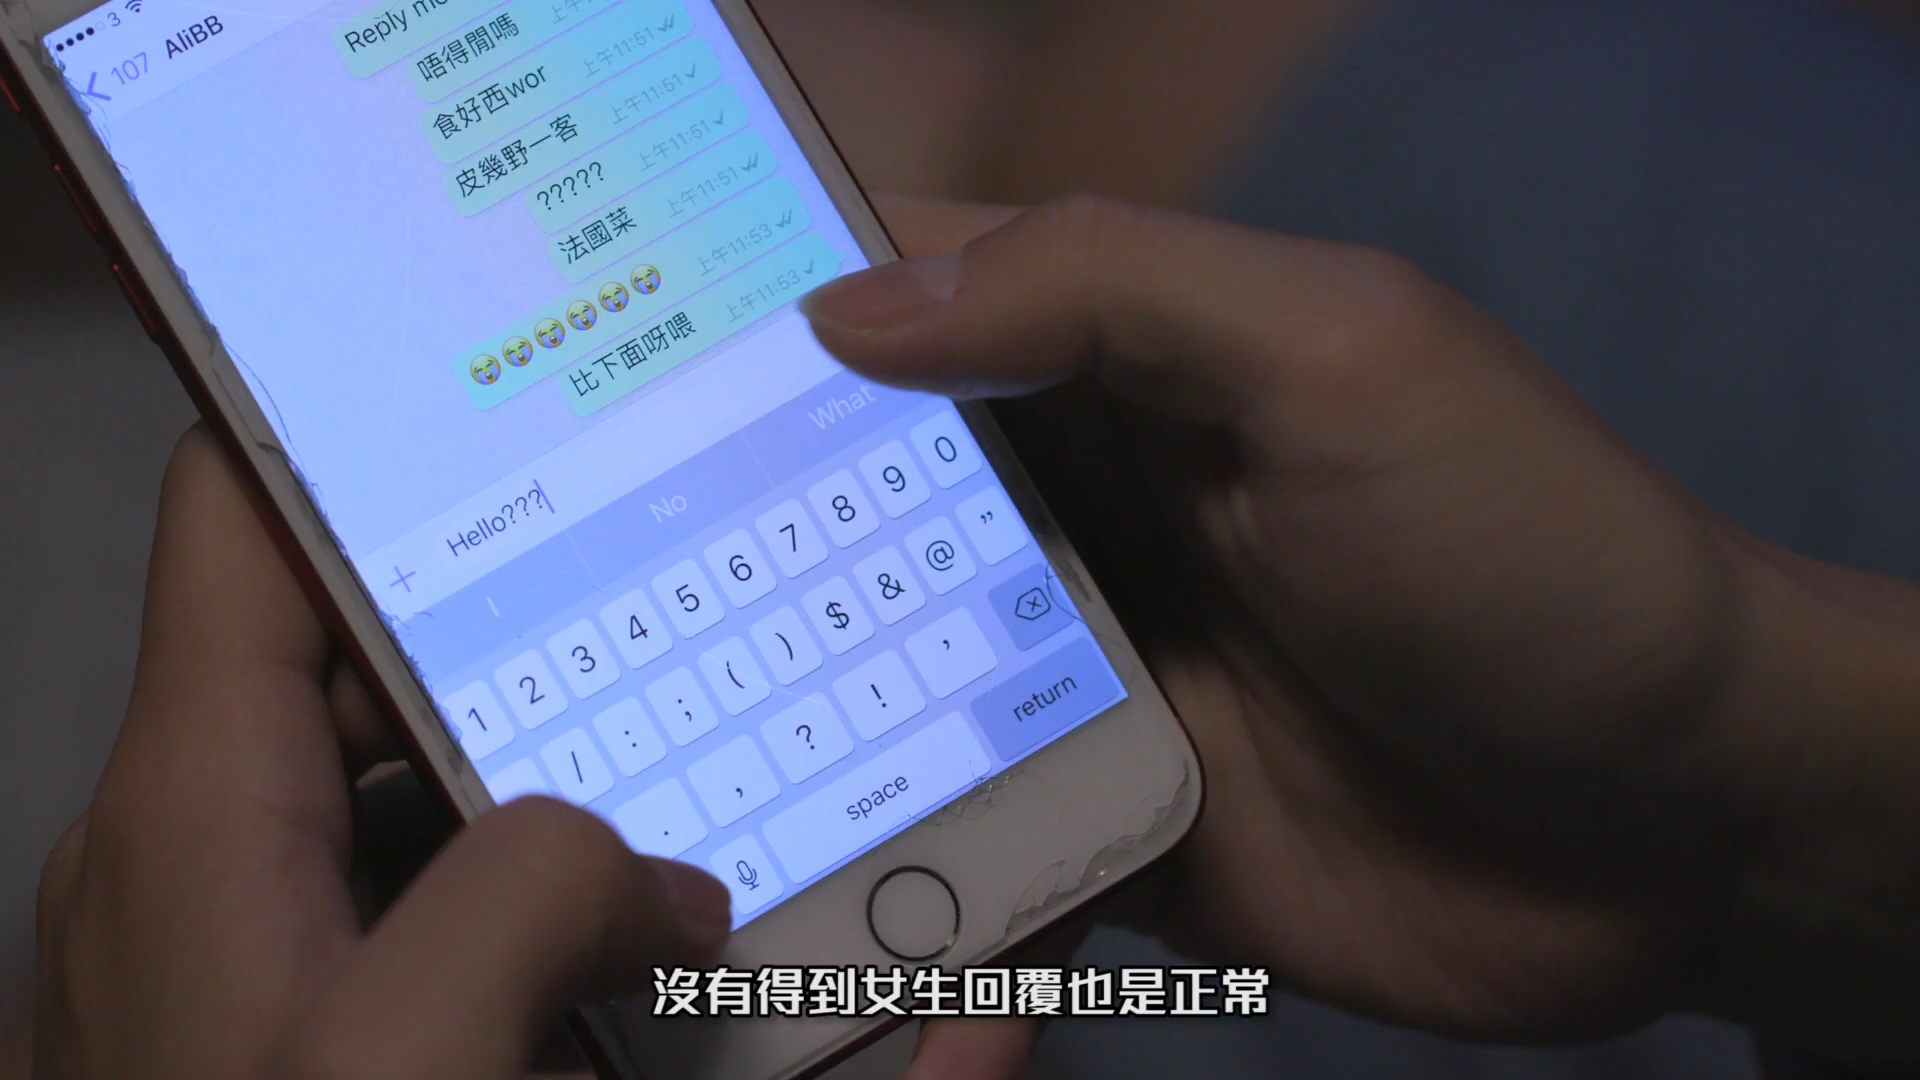 3
107 AliBB
Reply me
上午
唔得閒嗎 上午11:51
食好西wor 上午11:51
皮幾野一客 上午11:51
????? 上午11:51
法國菜 上午11:53
😭😭😭😭😭😭 上午11:53
比下面呀喂
+ Hello???
I No What
1 2 3 4 5 6 7 8 9 0
/ : ; ( ) $ & @ ”
. , ? ! ’
space return
沒有得到女生回覆也是正常